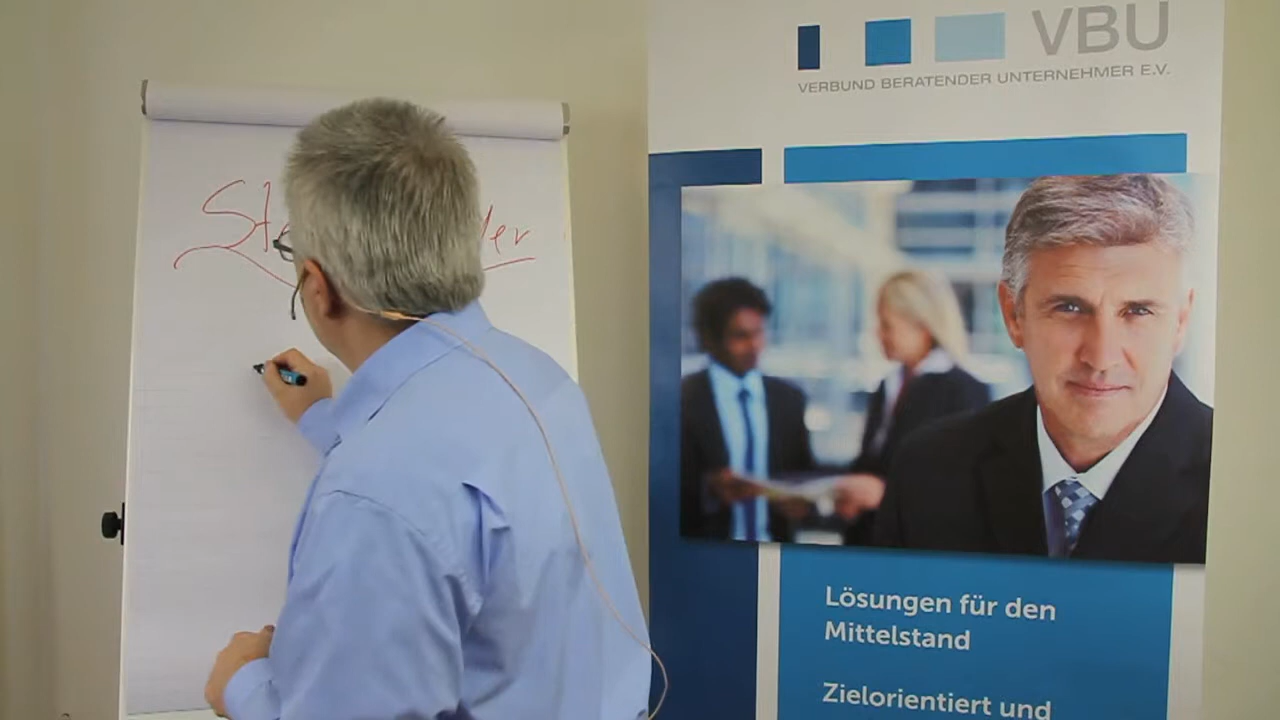 VBU
VERBUND BERATENDER UNTERNEHMER E.V.
Lösungen für den
Mittelstand
Zielorientiert und